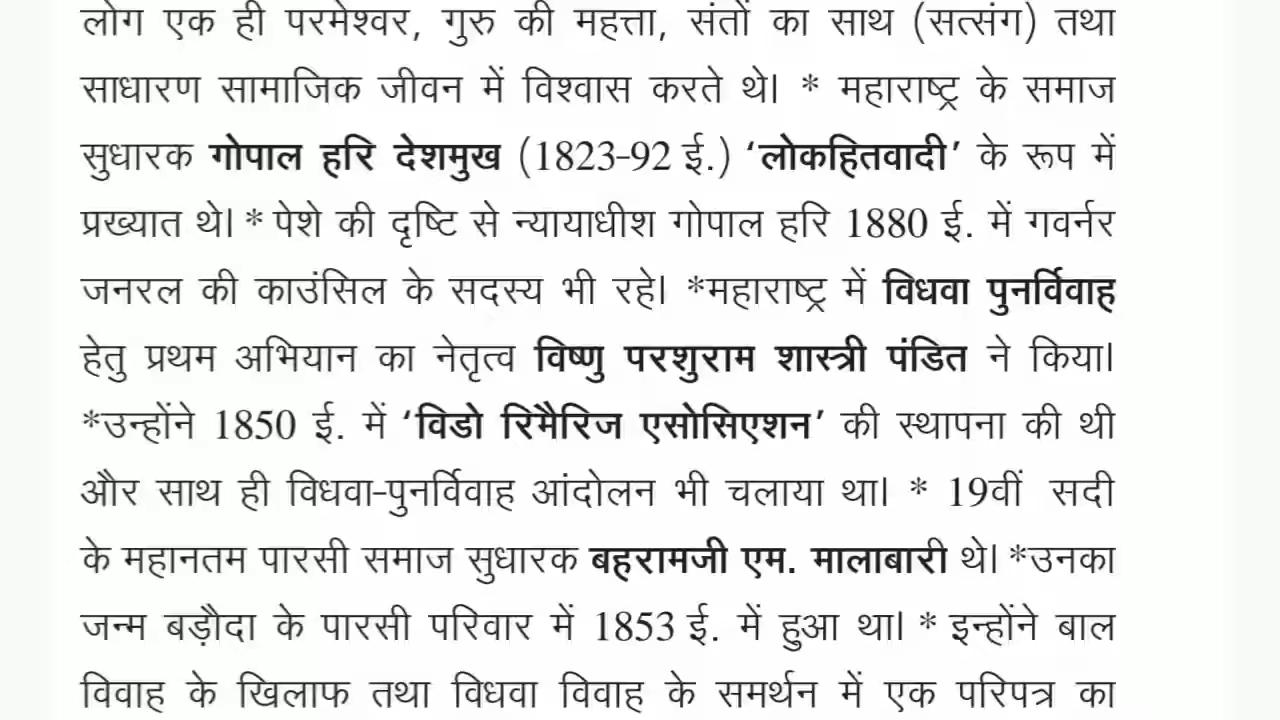 लोग एक ही परमेश्वर, गुरु की महत्ता, संतों का साथ (सत्संग) तथा
साधारण सामाजिक जीवन में विश्वास करते थे। * महाराष्ट्र के समाज
सुधारक गोपाल हरि देशमुख (1823-92 ई.) ‘लोकहितवादी’ के रूप में
प्रख्यात थे। * पेशे की दृष्टि से न्यायाधीश गोपाल हरि 1880 ई. में गवर्नर
जनरल की काउंसिल के सदस्य भी रहे। *महाराष्ट्र में विधवा पुनर्विवाह
हेतु प्रथम अभियान का नेतृत्व विष्णु परशुराम शास्त्री पंडित ने किया।
*उन्होंने 1850 ई. में ‘विडो रिमैरिज एसोसिएशन’ की स्थापना की थी
और साथ ही विधवा-पुनर्विवाह आंदोलन भी चलाया था। * 19वीं सदी
के महानतम पारसी समाज सुधारक बहरामजी एम. मालाबारी थे। *उनका
जन्म बड़ौदा के पारसी परिवार में 1853 ई. में हुआ था। * इन्होंने बाल
विवाह के खिलाफ तथा विधवा विवाह के समर्थन में एक परिपत्र का